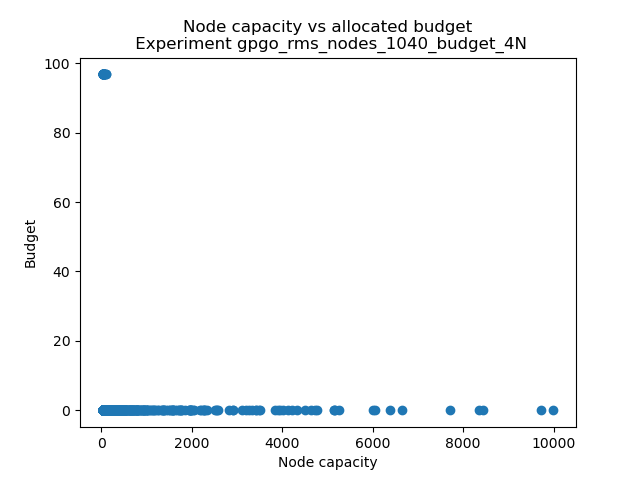 Node capacity vs allocated budget
Experiment gpgo_rms_nodes_1040_budget_4N
100
80
60
40
20
0
Budget
0 2000 4000 6000 8000 10000
Node capacity